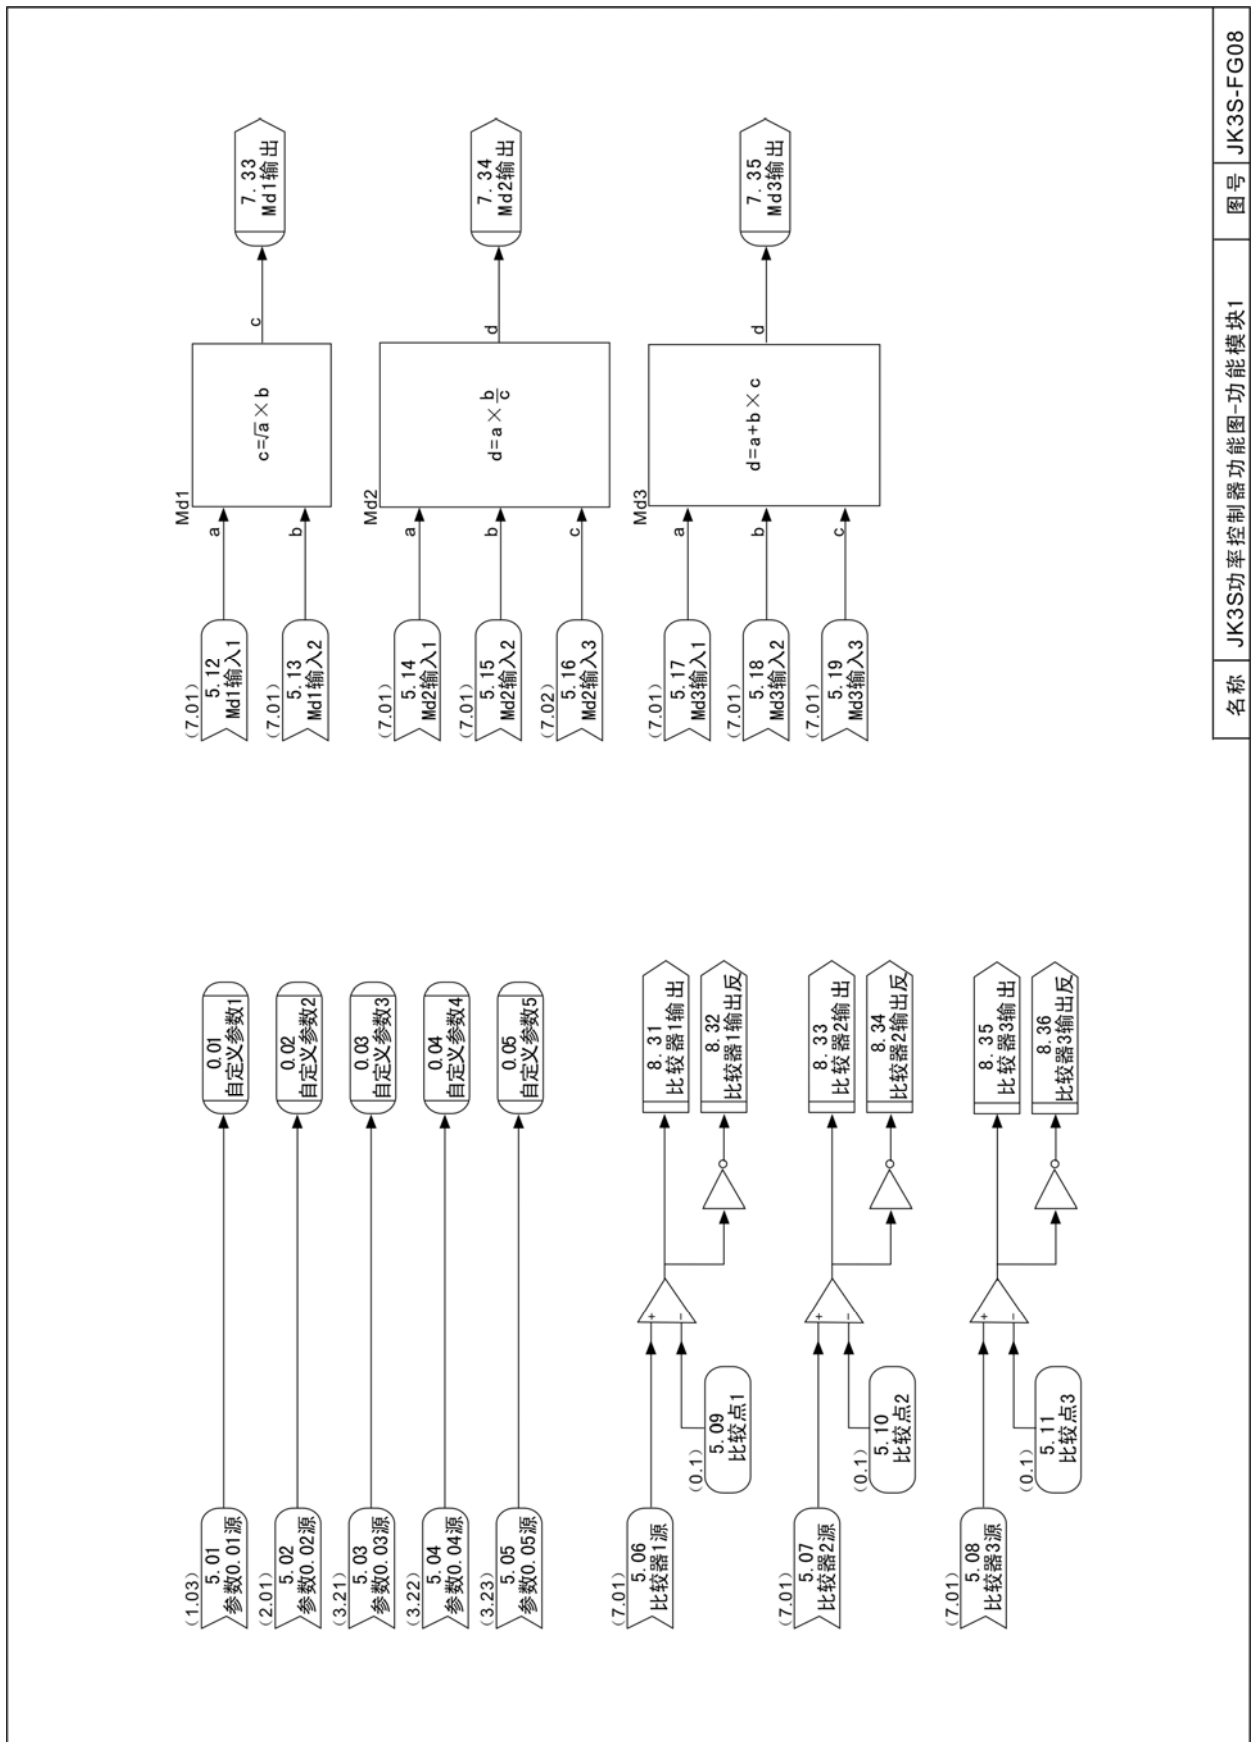 (1.03)
5.01
参数0.01源
0.01
自定义参数1
(2.01)
5.02
参数0.02源
0.02
自定义参数2
(3.21)
5.03
参数0.03源
0.03
自定义参数3
(3.22)
5.04
参数0.04源
0.04
自定义参数4
(3.23)
5.05
参数0.05源
0.05
自定义参数5
(7.01)
5.06
比较器1源
+
-
(0.1)
5.09
比较点1
8.31
比较器1输出
8.32
比较器1输出反
(7.01)
5.07
比较器2源
+
-
(0.1)
5.10
比较点2
8.33
比较器2输出
8.34
比较器2输出反
(7.01)
5.08
比较器3源
+
-
(0.1)
5.11
比较点3
8.35
比较器3输出
8.36
比较器3输出反
Md1
(7.01)
5.12
Md1输入1
a
(7.01)
5.13
Md1输入2
b
c=√a×b
c
7.33
Md1输出
Md2
(7.01)
5.14
Md2输入1
a
(7.01)
5.15
Md2输入2
b
(7.02)
5.16
Md2输入3
c
d=a×b/c
d
7.34
Md2输出
Md3
(7.01)
5.17
Md3输入1
a
(7.01)
5.18
Md3输入2
b
(7.01)
5.19
Md3输入3
c
d=a+b×c
d
7.35
Md3输出
名称 JK3S功率控制器功能图-功能模块1 图号 JK3S-FG08